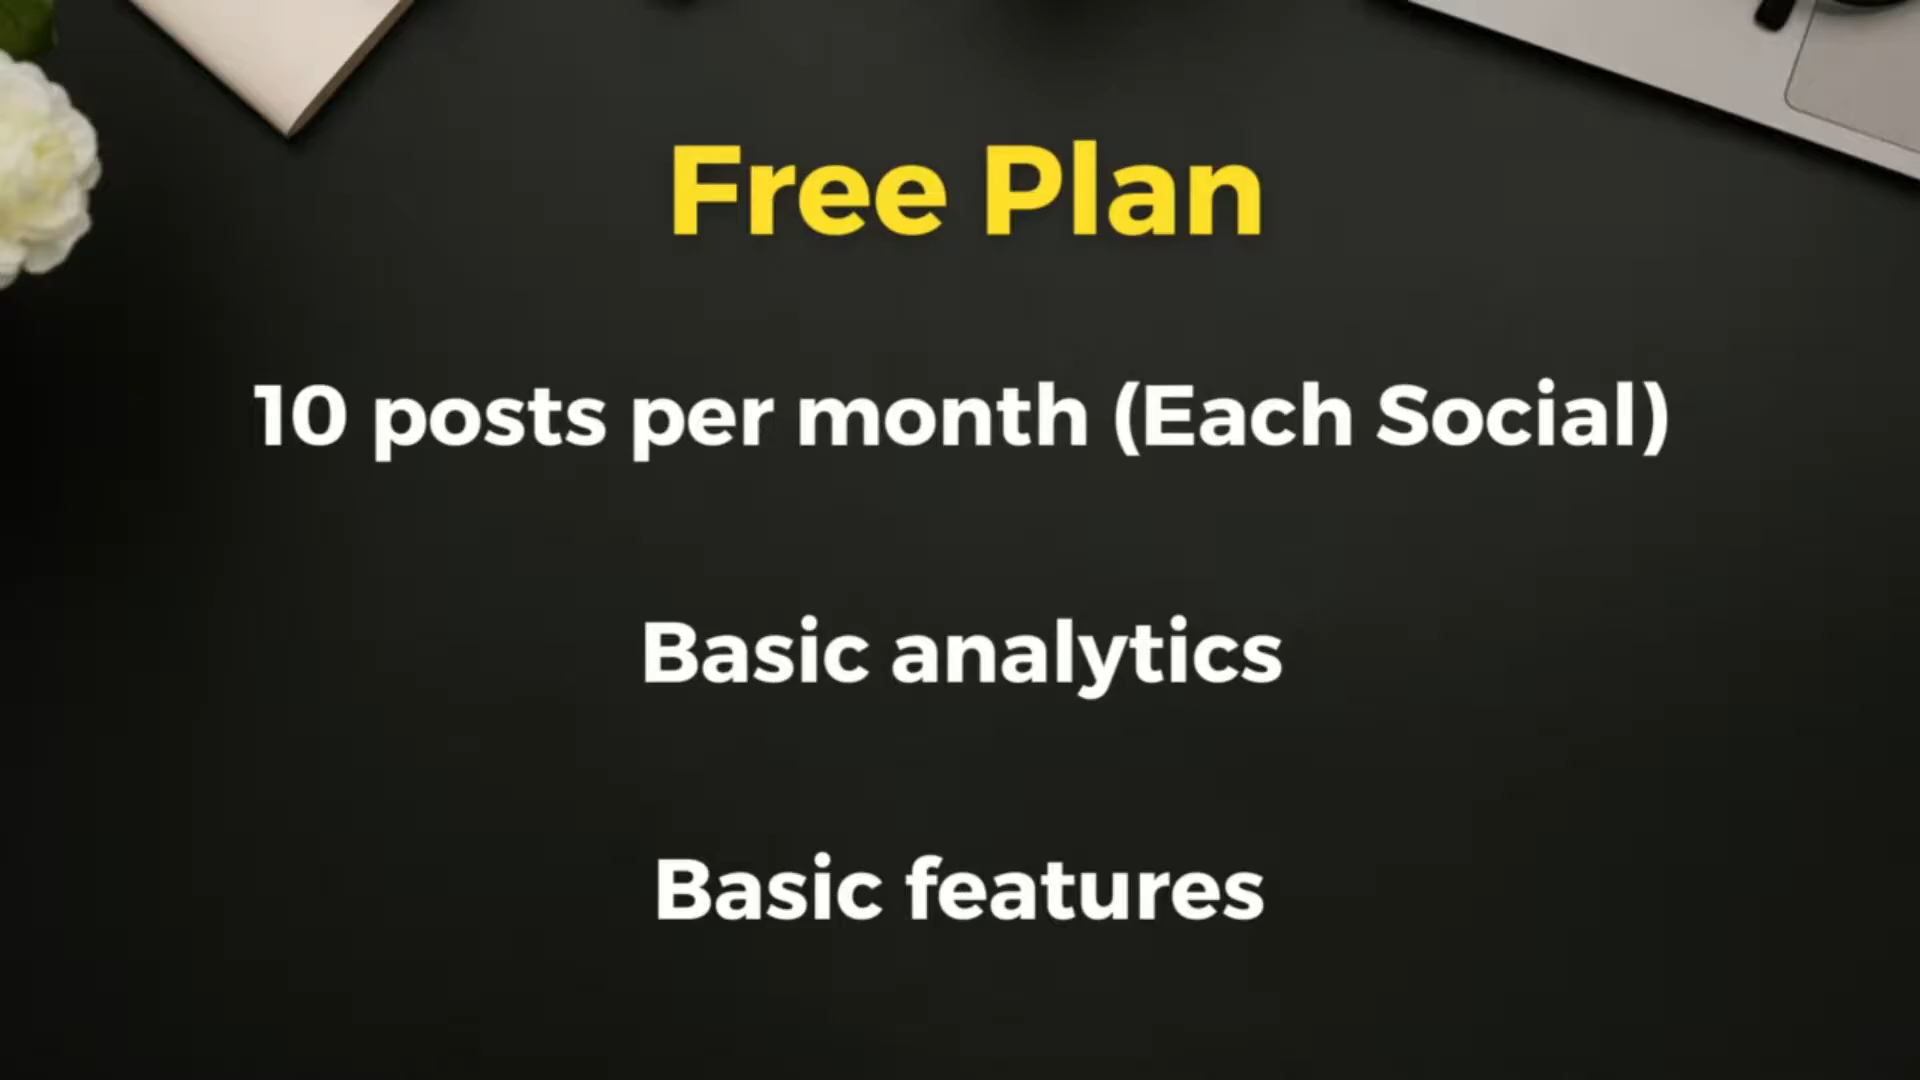 Free Plan
10 posts per month (Each Social)
Basic analytics
Basic features